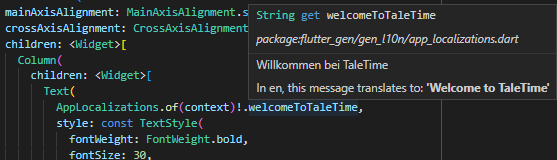 mainAxisAlignment: MainAxisAlignment.s
crossAxisAlignment: CrossAxisAlignment
children: <Widget>[
Column(
children: <Widget>[
Text(
AppLocalizations.of(context)!.welcomeToTaleTime,
style: const TextStyle(
fontWeight: FontWeight.bold,
fontSize: 30,
String get welcomeToTaleTime
package:flutter_gen/gen_l10n/app_localizations.dart
Willkommen bei TaleTime
In en, this message translates to: 'Welcome to TaleTime'